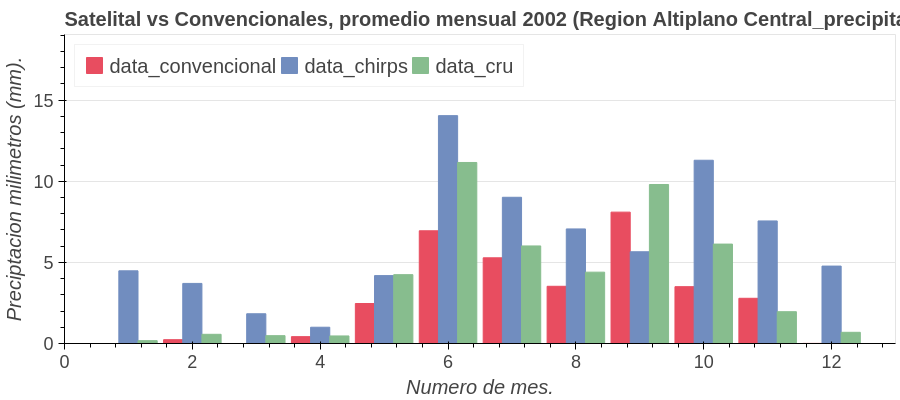 Satelital vs Convencionales, promedio mensual 2002 (Region Altiplano Central_precipita
data_convencional data_chirps data_cru
Preciptacion milimetros (mm).
15
10
5
0
0 2 4 6 8 10 12
Numero de mes.